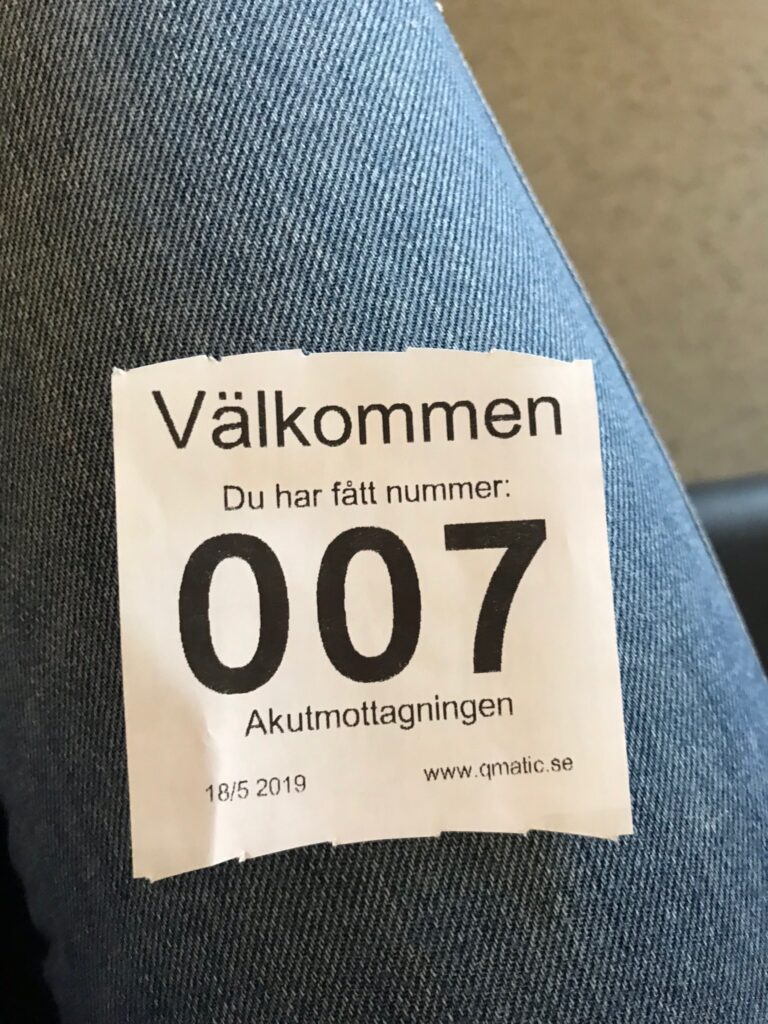 Välkommen
Du har fått nummer:
007
Akutmottagningen
18/5 2019 www.qmatic.se